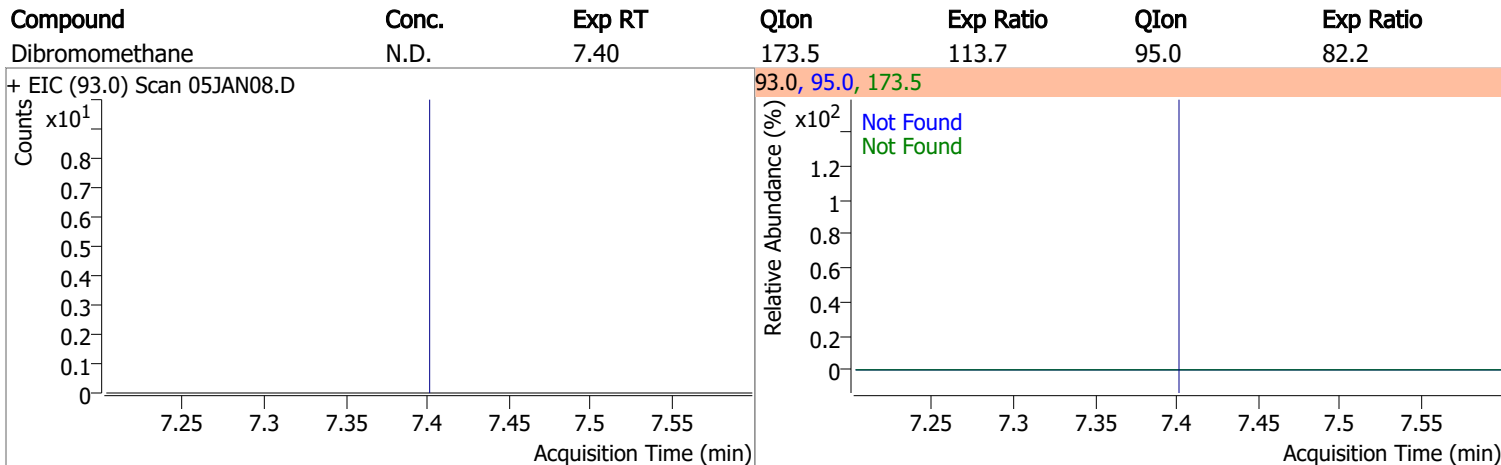 Compound Conc. Exp RT QIon Exp Ratio QIon Exp Ratio
Dibromomethane N.D. 7.40 173.5 113.7 95.0 82.2
+ EIC (93.0) Scan 05JAN08.D
Counts
x10¹
0.8
0.7
0.6
0.5
0.4
0.3
0.2
0.1
0
7.25 7.3 7.35 7.4 7.45 7.5 7.55
Acquisition Time (min)
93.0, 95.0, 173.5
Relative Abundance (%)
x10²
Not Found
Not Found
1.2
1
0.8
0.6
0.4
0.2
0
7.25 7.3 7.35 7.4 7.45 7.5 7.55
Acquisition Time (min)